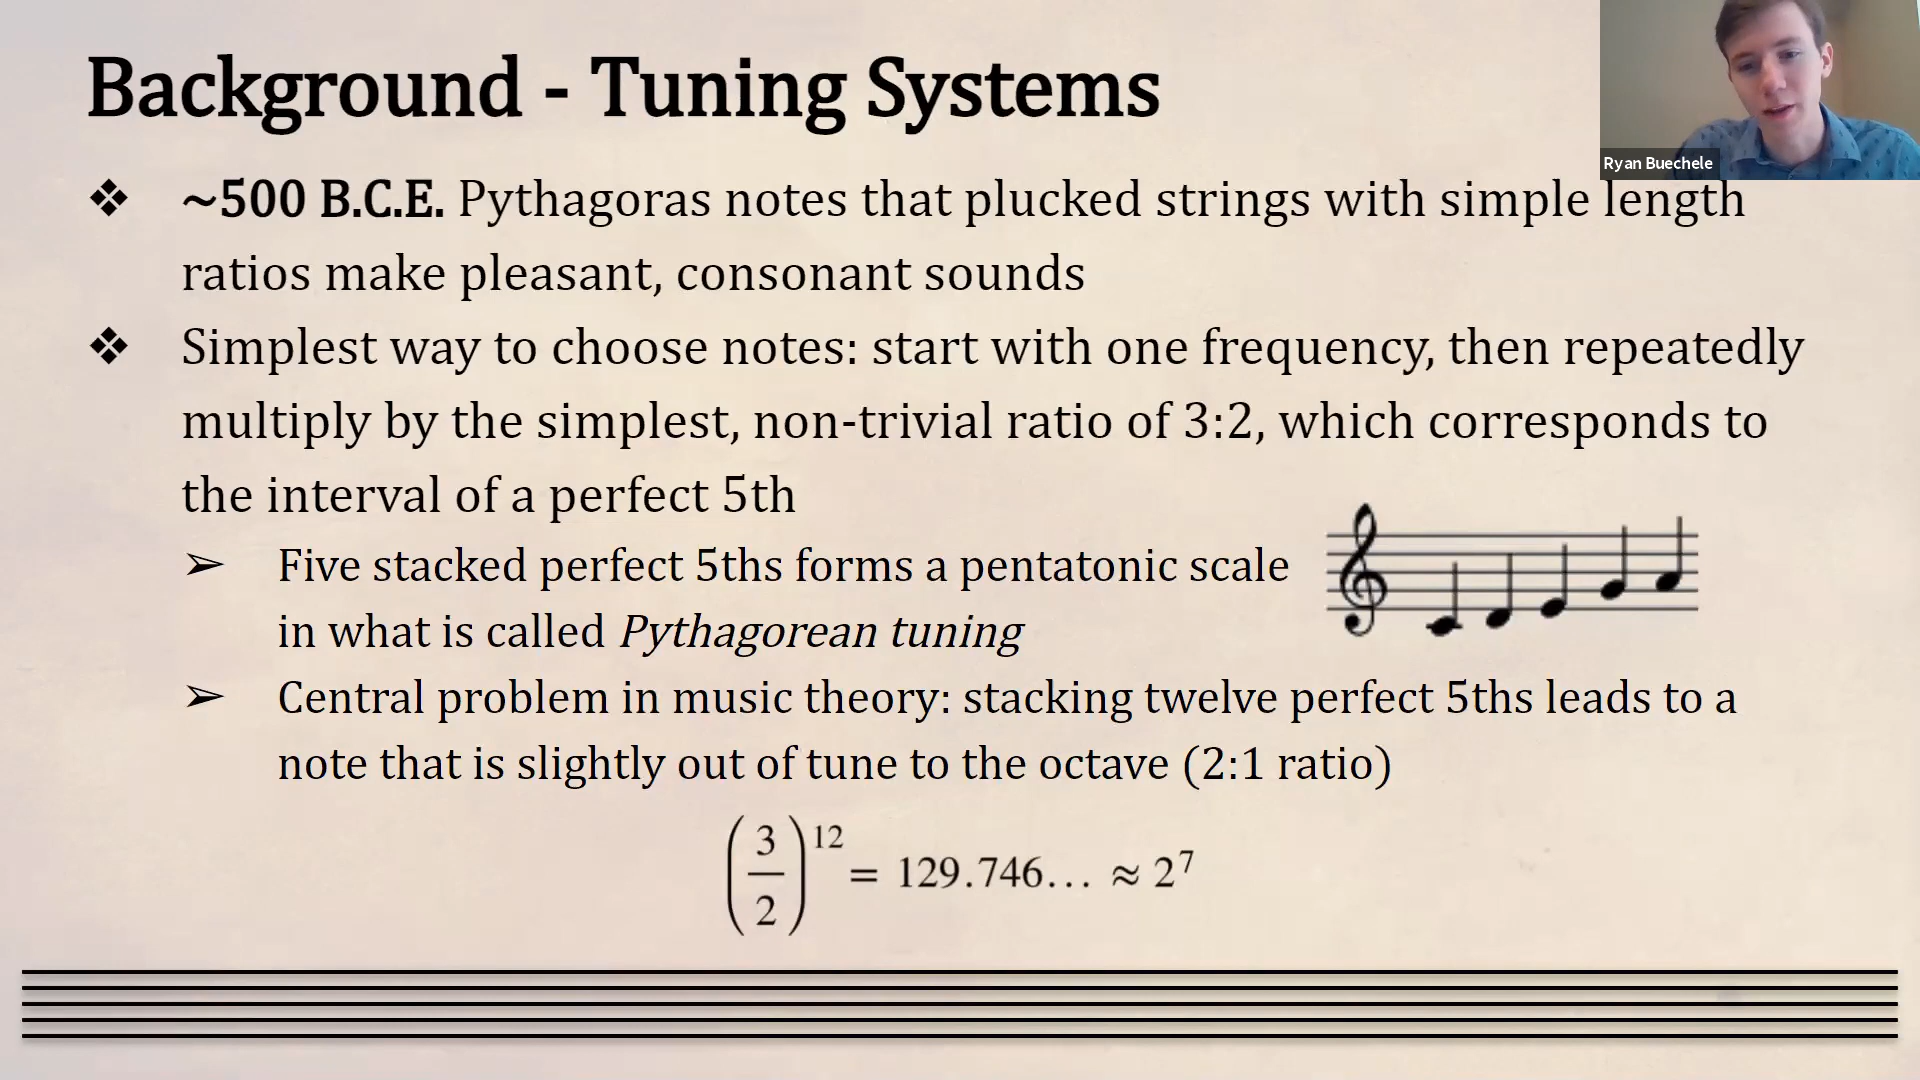 Background - Tuning Systems
Ryan Buechele
❖ ~500 B.C.E. Pythagoras notes that plucked strings with simple length
ratios make pleasant, consonant sounds
❖ Simplest way to choose notes: start with one frequency, then repeatedly
multiply by the simplest, non-trivial ratio of 3:2, which corresponds to
the interval of a perfect 5th
➢ Five stacked perfect 5ths forms a pentatonic scale
in what is called Pythagorean tuning
➢ Central problem in music theory: stacking twelve perfect 5ths leads to a
note that is slightly out of tune to the octave (2:1 ratio)
(3/2)^12 = 129.746... ≈ 2^7